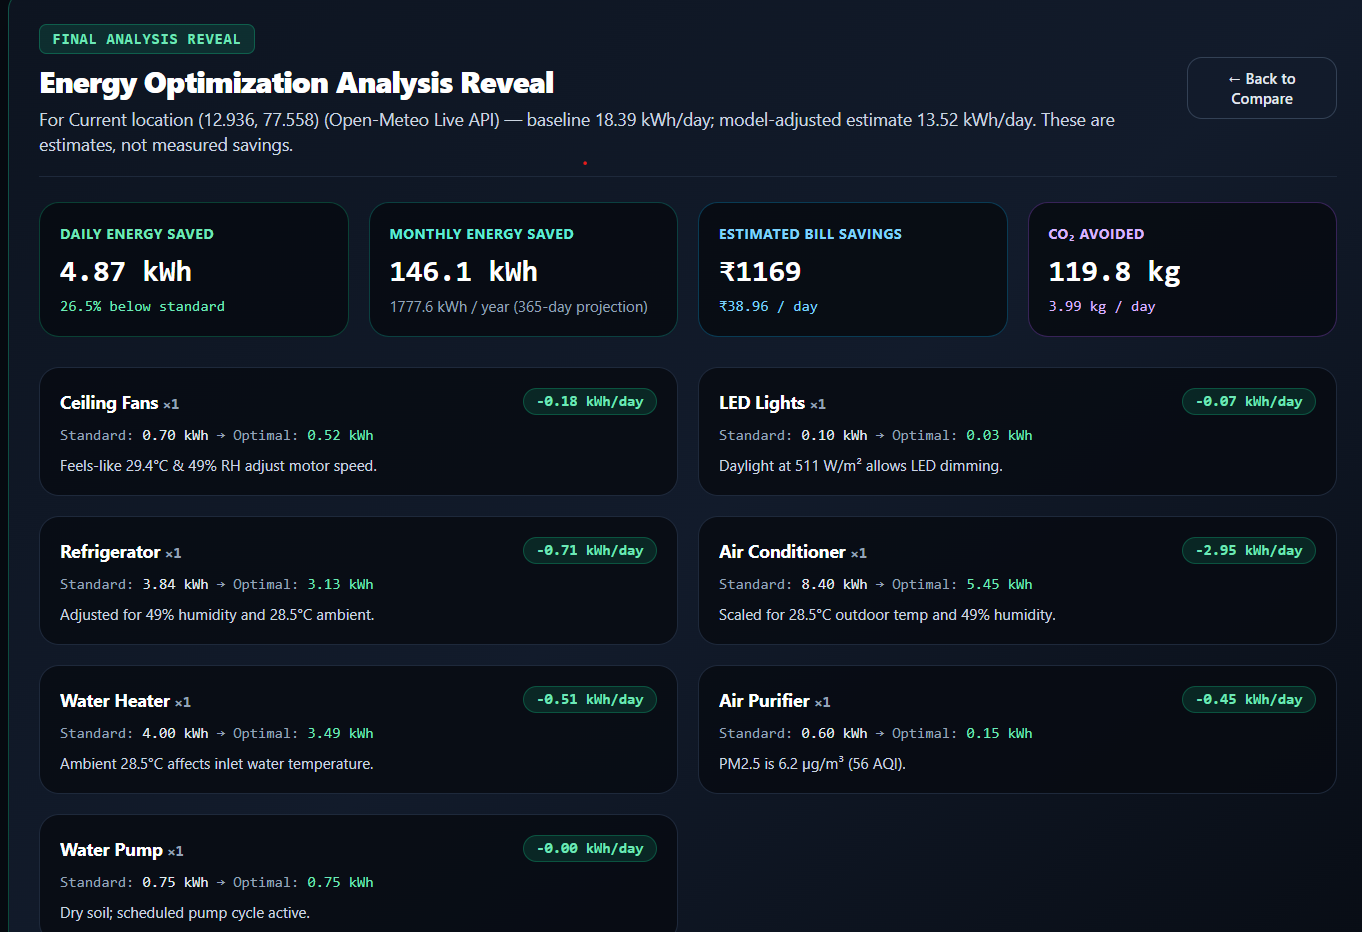 FINAL ANALYSIS REVEAL
Energy Optimization Analysis Reveal
← Back to
Compare
For Current location (12.936, 77.558) (Open-Meteo Live API) — baseline 18.39 kWh/day; model-adjusted estimate 13.52 kWh/day. These are
estimates, not measured savings.
DAILY ENERGY SAVED
4.87 kWh
26.5% below standard
MONTHLY ENERGY SAVED
146.1 kWh
1777.6 kWh / year (365-day projection)
ESTIMATED BILL SAVINGS
₹1169
₹38.96 / day
CO₂ AVOIDED
119.8 kg
3.99 kg / day
Ceiling Fans ×1
-0.18 kWh/day
Standard: 0.70 kWh → Optimal: 0.52 kWh
Feels-like 29.4°C & 49% RH adjust motor speed.
LED Lights ×1
-0.07 kWh/day
Standard: 0.10 kWh → Optimal: 0.03 kWh
Daylight at 511 W/m² allows LED dimming.
Refrigerator ×1
-0.71 kWh/day
Standard: 3.84 kWh → Optimal: 3.13 kWh
Adjusted for 49% humidity and 28.5°C ambient.
Air Conditioner ×1
-2.95 kWh/day
Standard: 8.40 kWh → Optimal: 5.45 kWh
Scaled for 28.5°C outdoor temp and 49% humidity.
Water Heater ×1
-0.51 kWh/day
Standard: 4.00 kWh → Optimal: 3.49 kWh
Ambient 28.5°C affects inlet water temperature.
Air Purifier ×1
-0.45 kWh/day
Standard: 0.60 kWh → Optimal: 0.15 kWh
PM2.5 is 6.2 µg/m³ (56 AQI).
Water Pump ×1
-0.00 kWh/day
Standard: 0.75 kWh → Optimal: 0.75 kWh
Dry soil; scheduled pump cycle active.